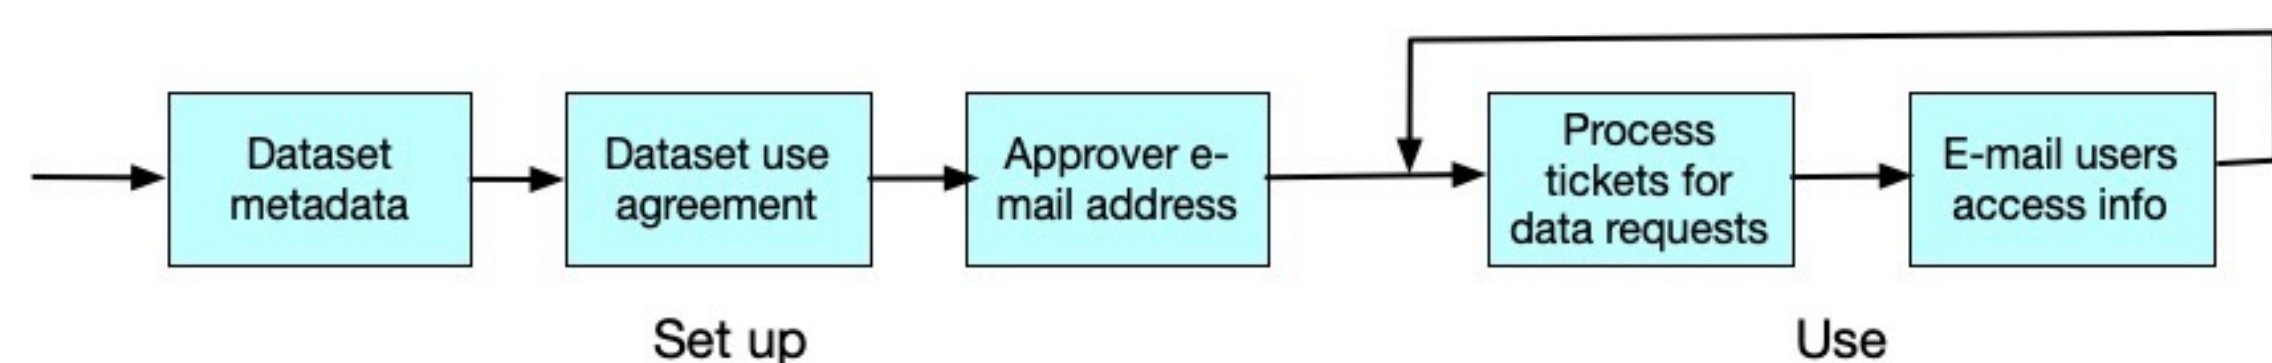 Dataset
metadata
Dataset use
agreement
Approver e-
mail address
Process
tickets for
data requests
E-mail users
access info
Set up
Use